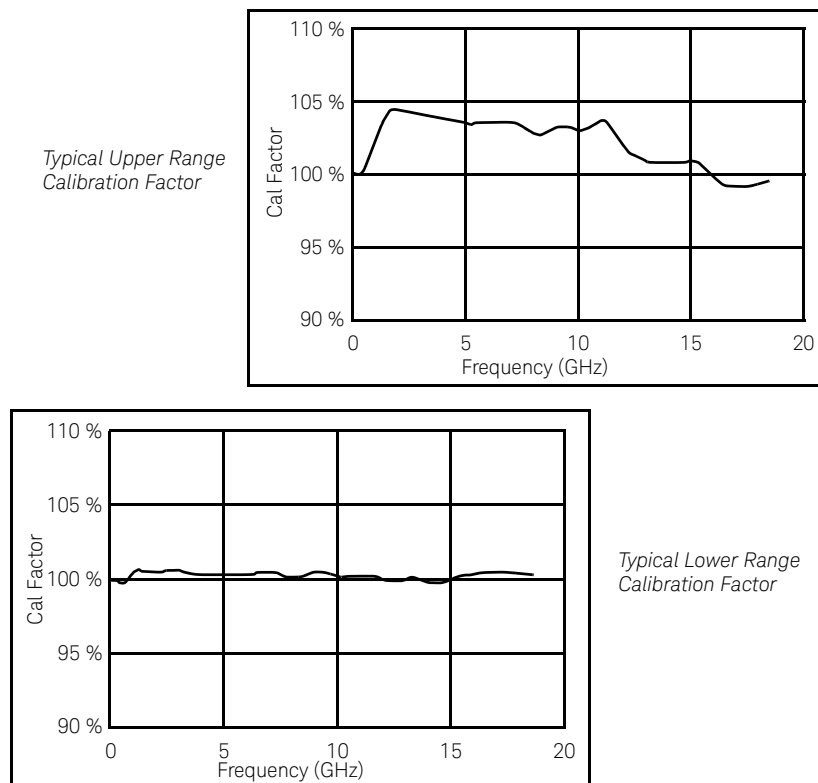 Typical Upper Range
Calibration Factor
110 %
105 %
100 %
95 %
90 %
Cal Factor
0 5 10 15 20
Frequency (GHz)
110 %
105 %
100 %
95 %
90 %
Cal Factor
0 5 10 15 20
Frequency (GHz)
Typical Lower Range
Calibration Factor